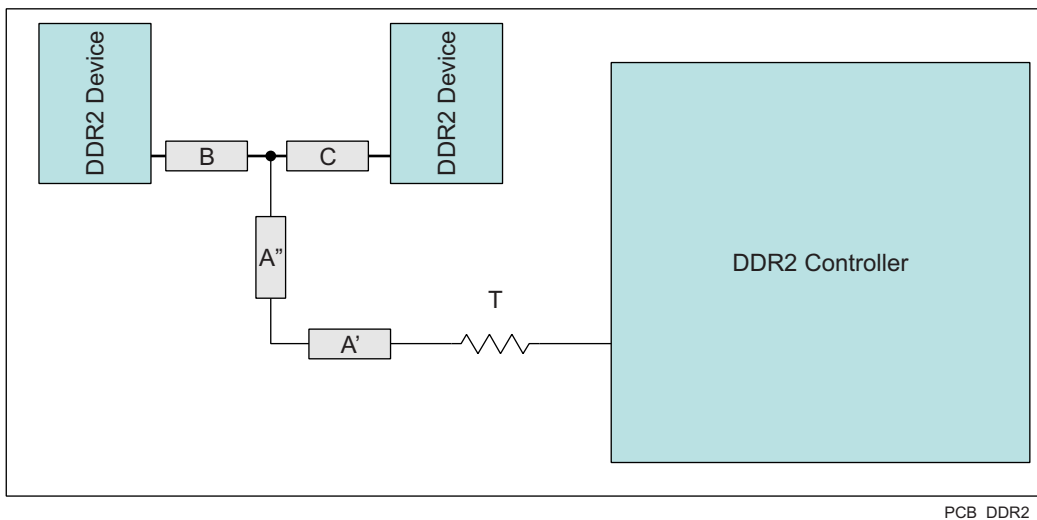 DDR2 Device
DDR2 Device
B
C
A”
DDR2 Controller
T
A’
PCB_DDR2